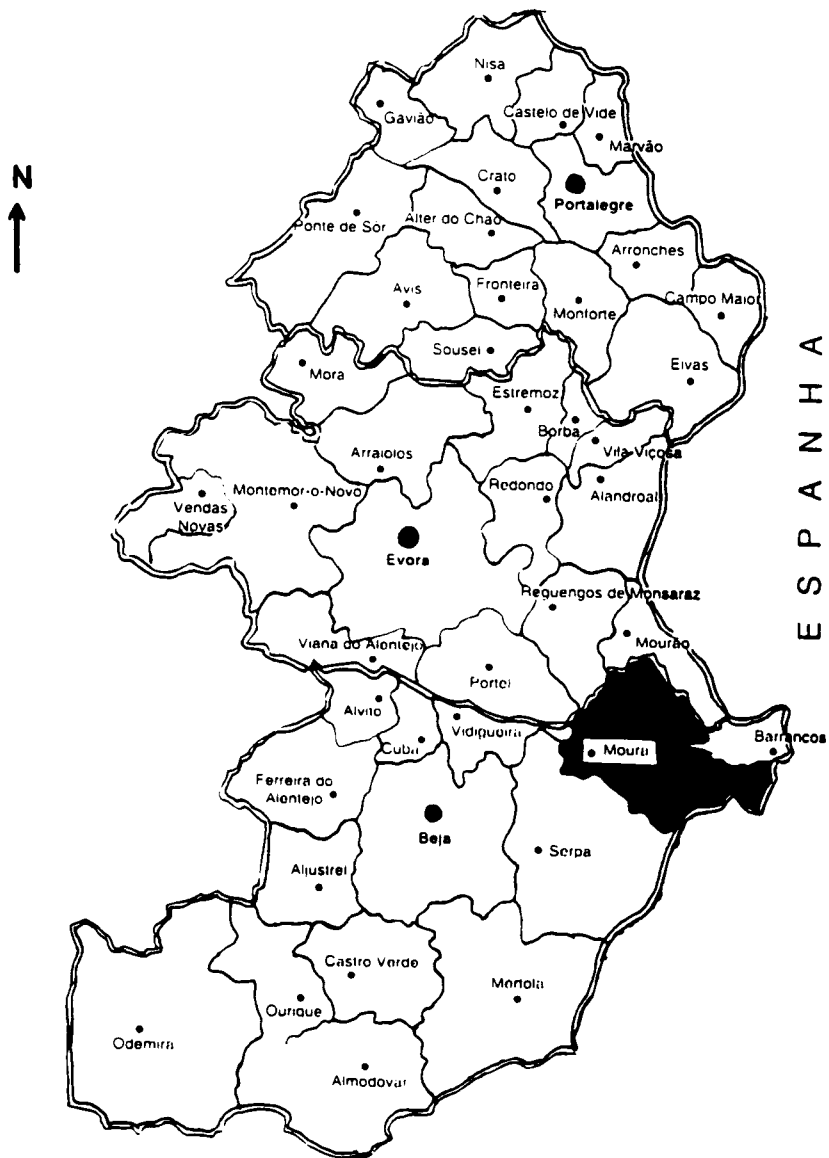 Nisa
Castelo de Vide
Gavião
Marvão
N
Crato
Portalegre
Ponte de Sôr
Alter do Chão
Arronches
Avis
Fronteira
Monforte
Campo Maior
Sousel
Elvas
Mora
Estremoz
Borba
Vila Viçosa
Arraiolos
Redondo
Alandroal
Montemor-o-Novo
Vendas
Novas
Evora
ESPANHA
Reguengos de Monsaraz
Mourão
Viana do Alentejo
Portel
Alvito
Vidigueira
Cuba
Moura
Barrancos
Ferreira do
Alentejo
Beja
Serpa
Aljustrel
Castro Verde
Ourique
Mertola
Odemira
Almodovar